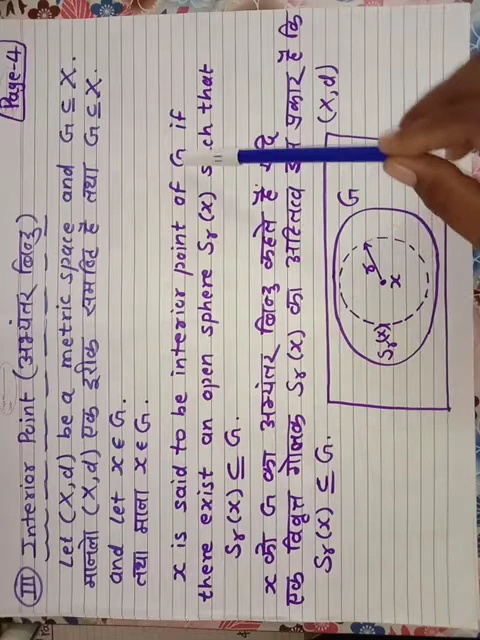 Page-4
III Interior Point (अभ्यंतर बिन्दु)
Let (X,d) be a metric space and G ⊆ X.
मानलो (X,d) एक दूरीक समष्टि है तथा G ⊆ X.
and let x ∈ G.
तथा माना x ∈ G.
x is said to be interior point of G if
there exist an open sphere Sr(x) such that
Sr(x) ⊆ G.
x को G का अभ्यंतर बिन्दु कहते हैं
एक विवृत्त गोलक Sr(x) का अस्तित्व प्रकार है कि
Sr(x) ⊆ G.
(X,d)
G
r
x
Sr(x)